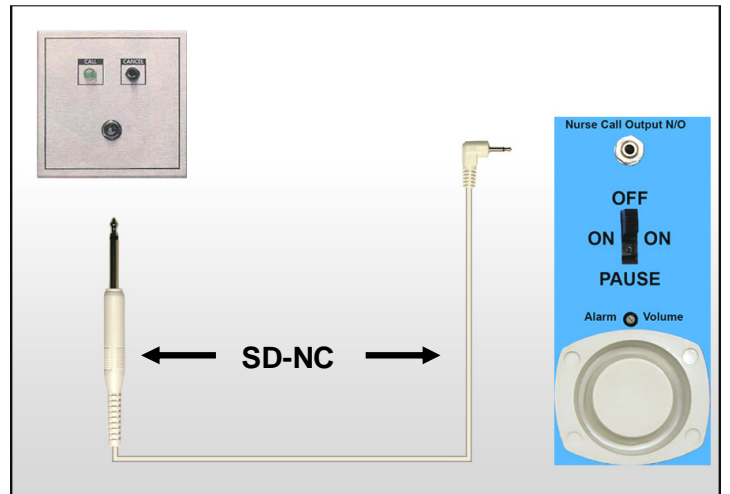 CALL CANCEL
Nurse Call Output N/O
OFF
ON ON
PAUSE
Alarm Volume
SD-NC